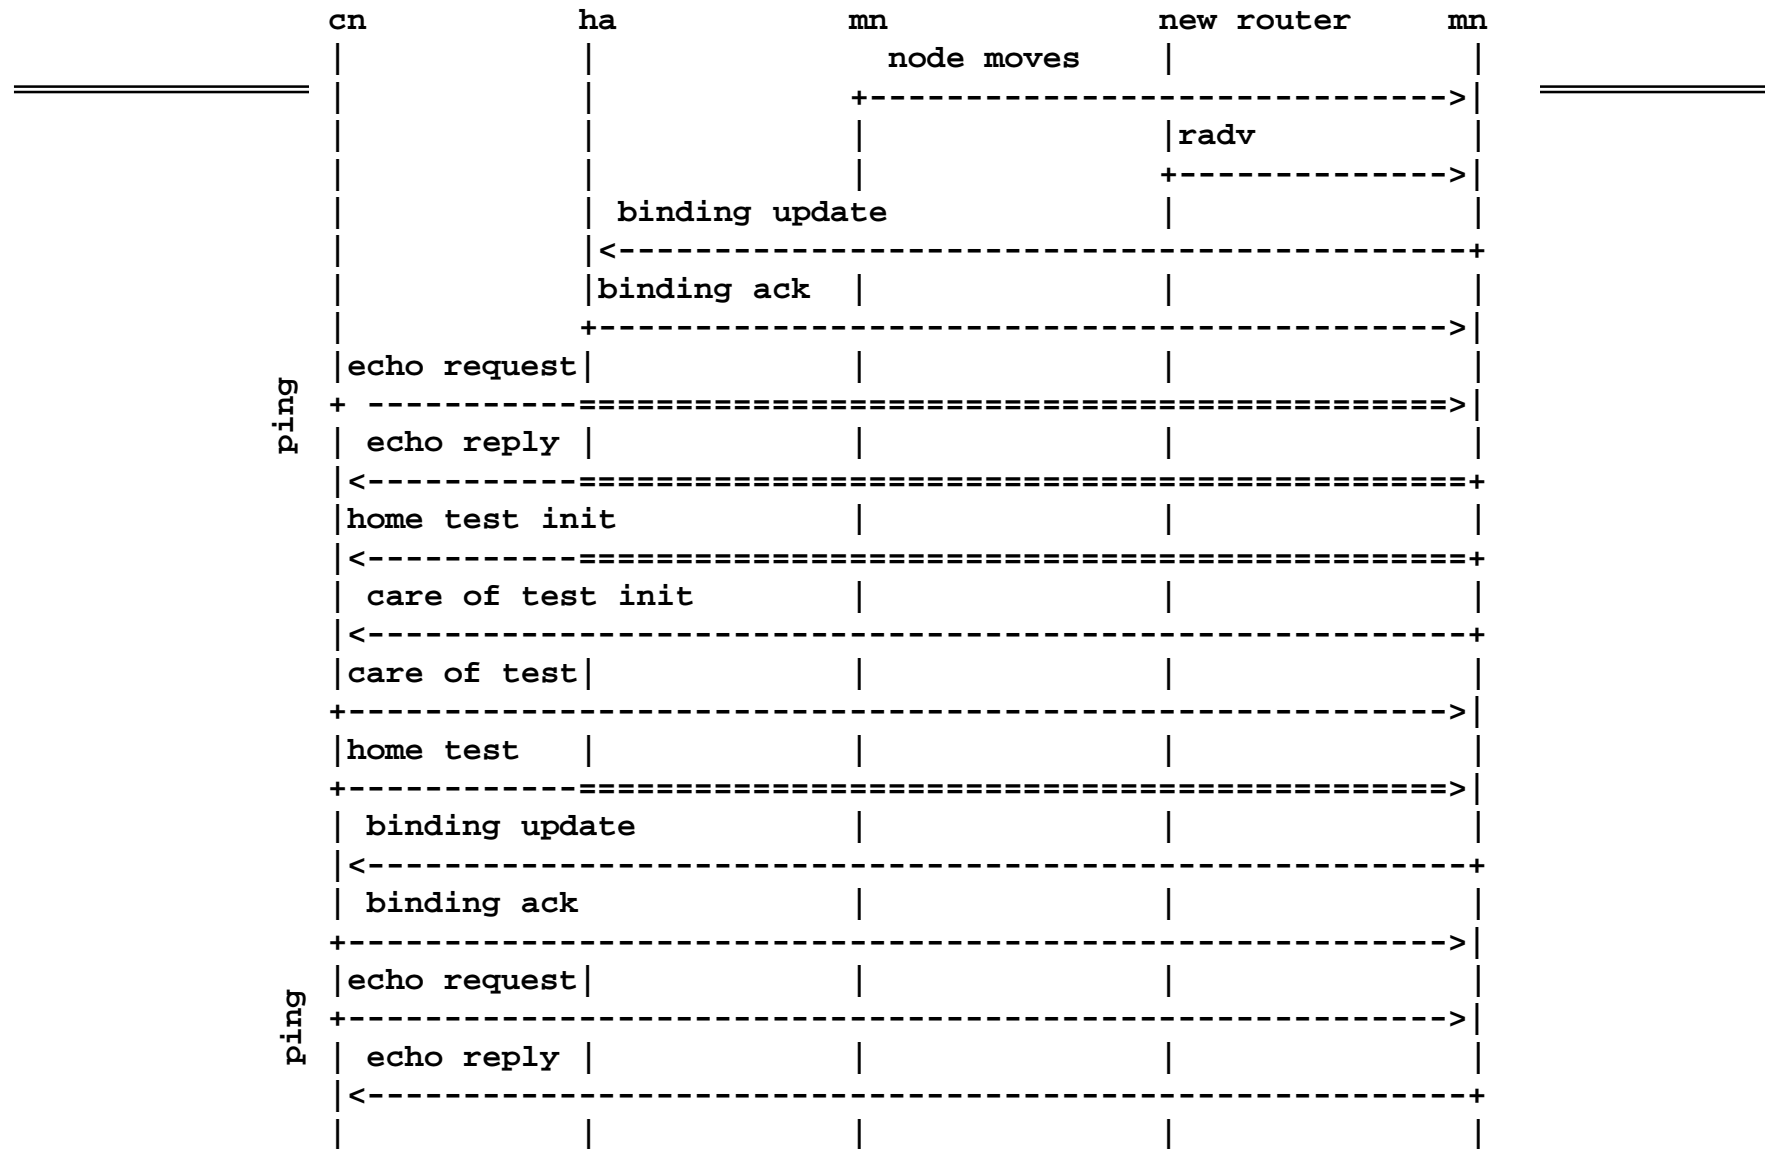 cn ha mn new router mn
node moves
radv
binding update
binding ack
echo request
ping
echo reply
home test init
care of test init
care of test
home test
binding update
binding ack
echo request
ping
echo reply